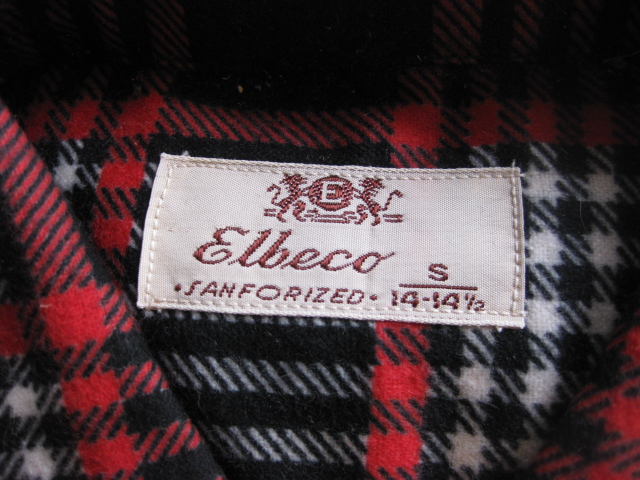 E
Elbeco
S
•SANFORIZED• 14-14½